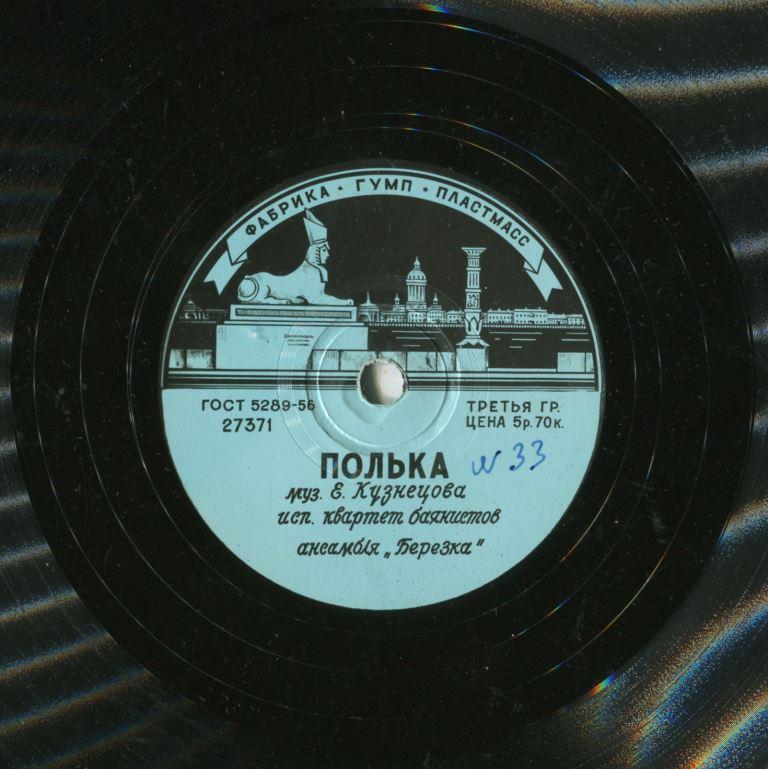 ФАБРИКА ⋆ ГУМП ⋆ ПЛАСТМАСС
ГОСТ 5289-56
27371
ТРЕТЬЯ ГР.
ЦЕНА 5р.70к.
ПОЛЬКА
N 33
муз. Е. Кузнецова
исп. квартет баянистов
ансамбля „Березка"